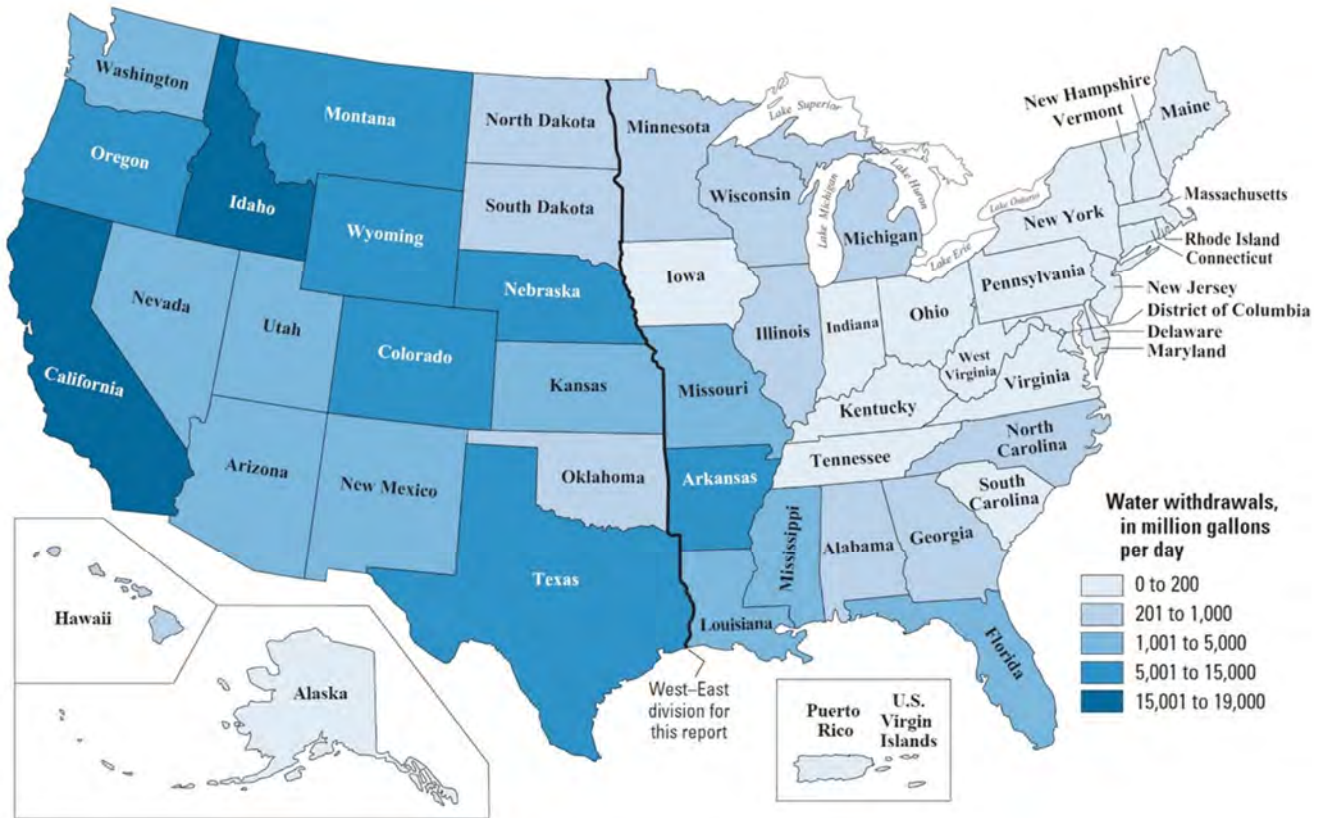 Washington
Montana
North Dakota
Minnesota
Lake Superior
New Hampshire
Vermont
Maine
Oregon
Idaho
Wyoming
South Dakota
Wisconsin
Lake Michigan
Lake Huron
Michigan
Lake Ontario
Lake Erie
New York
Massachusetts
Rhode Island
Connecticut
Nevada
Utah
Colorado
Nebraska
Iowa
Illinois
Indiana
Ohio
Pennsylvania
New Jersey
District of Columbia
Delaware
Maryland
California
Kansas
Missouri
West
Virginia
Virginia
Kentucky
Arizona
New Mexico
Oklahoma
Arkansas
Tennessee
North
Carolina
South
Carolina
Texas
Louisiana
Mississippi
Alabama
Georgia
Florida
Hawaii
Alaska
West–East
division for
this report
Puerto
Rico
U.S.
Virgin
Islands
Water withdrawals,
in million gallons
per day
0 to 200
201 to 1,000
1,001 to 5,000
5,001 to 15,000
15,001 to 19,000